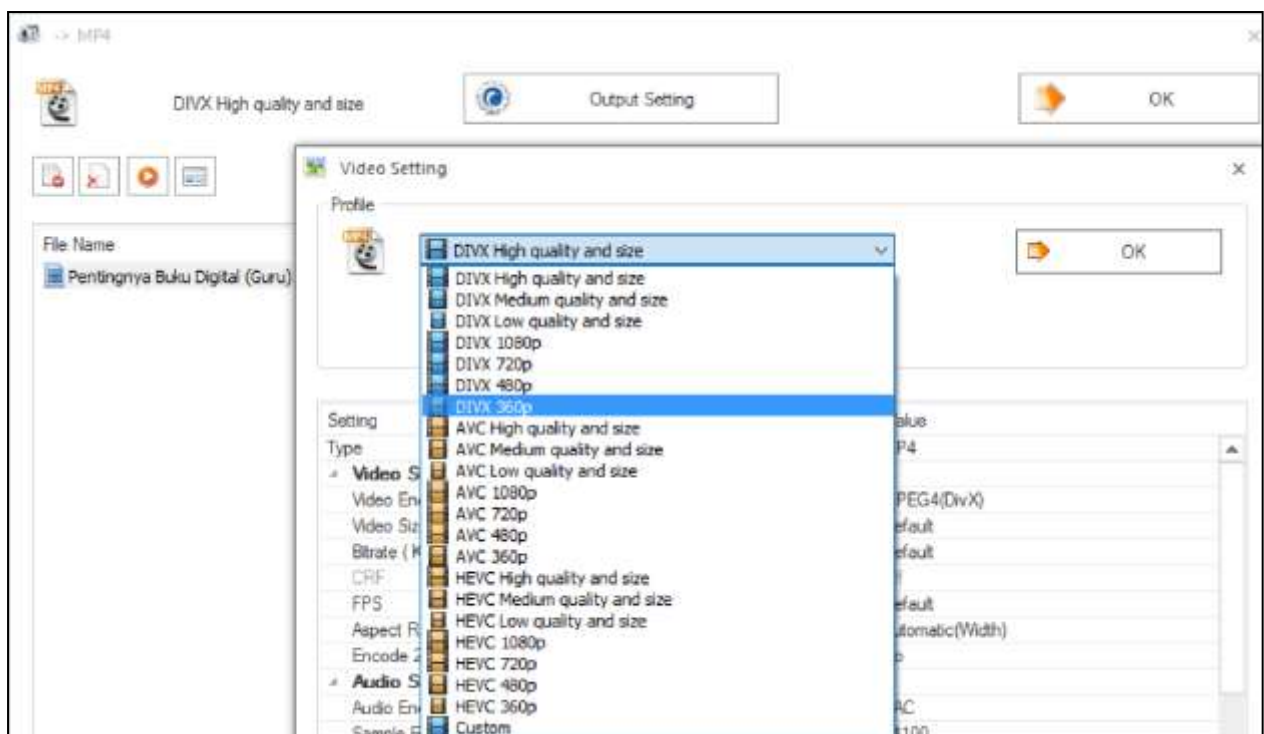 -> MP4
DIVX High quality and size
Output Setting
OK
Video Setting
Profile
File Name
Pentingnya Buku Digital (Guru)
DIVX High quality and size
OK
DIVX High quality and size
DIVX Medium quality and size
DIVX Low quality and size
DIVX 1080p
DIVX 720p
DIVX 480p
DIVX 360p
AVC High quality and size
AVC Medium quality and size
AVC Low quality and size
AVC 1080p
AVC 720p
AVC 480p
AVC 360p
HEVC High quality and size
HEVC Medium quality and size
HEVC Low quality and size
HEVC 1080p
HEVC 720p
HEVC 480p
HEVC 360p
Custom
Setting alue
Type P4
Video S
Video En PEG4(DivX)
Video Siz efault
Bitrate ( K efault
CRF
FPS efault
Aspect R utomatic(Width)
Encode 2
Audio S
Audio En AC
Sample 100